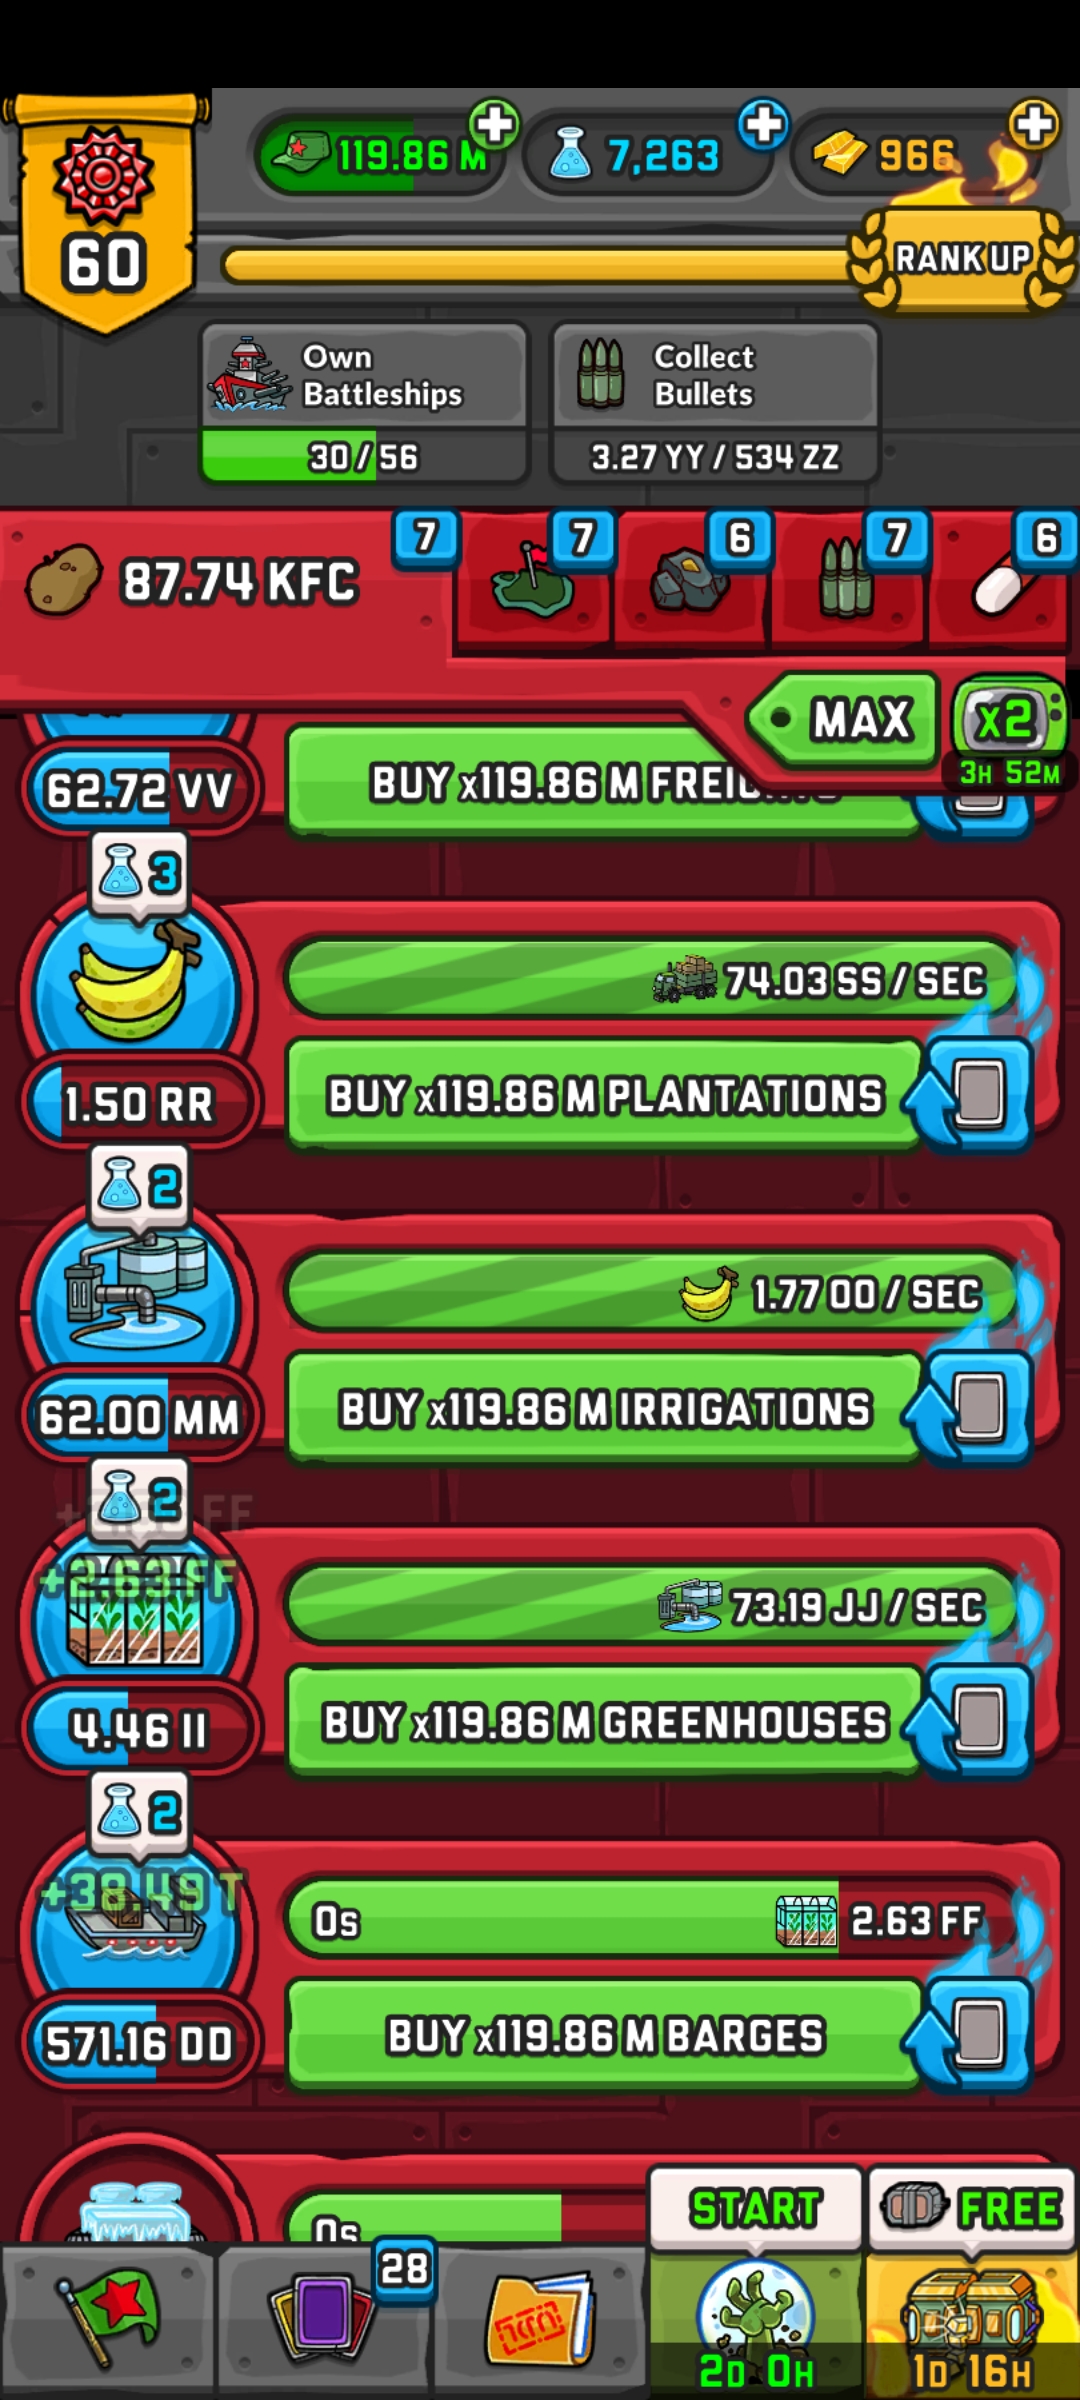 119.86 M
7,263
966
60
RANK UP
Own
Battleships
30 / 56
Collect
Bullets
3.27 YY / 534 ZZ
87.74 KFC
7
7
6
7
6
MAX
x2
3H 52M
62.72 VV
BUY x119.86 M
3
74.03 SS / SEC
1.50 RR
BUY x119.86 M PLANTATIONS
2
1.77 OO / SEC
62.00 MM
BUY x119.86 M IRRIGATIONS
2
+2.63 FF
73.19 JJ / SEC
4.46 II
BUY x119.86 M GREENHOUSES
2
+38.49 T
0s
2.63 FF
571.16 DD
BUY x119.86 M BARGES
0s
START
FREE
28
2D 0H
1D 16H